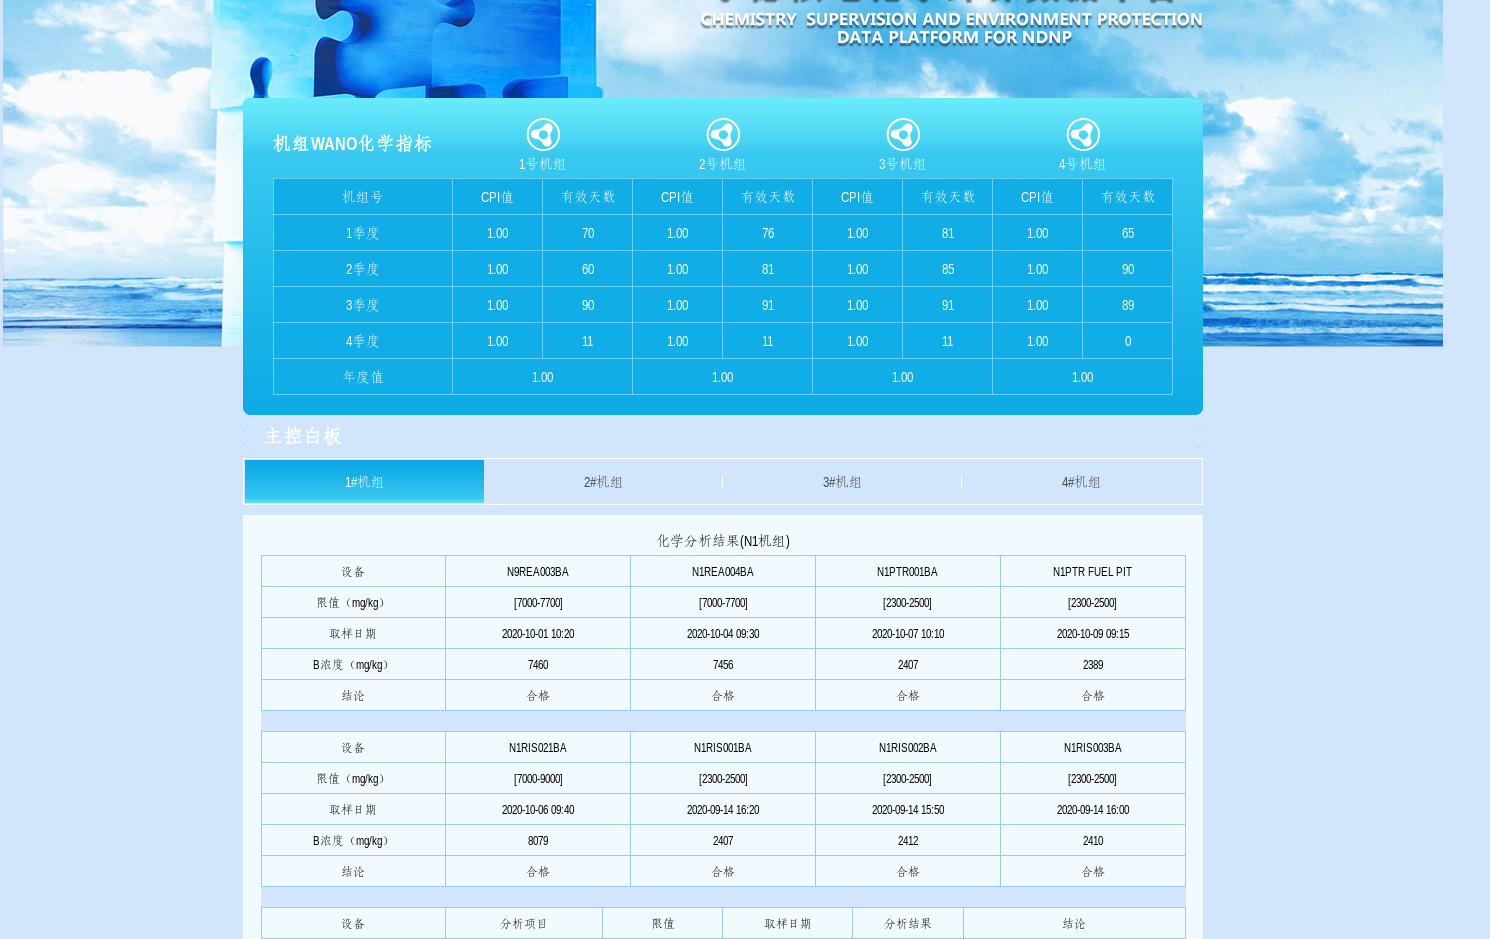 CHEMISTRY SUPERVISION AND ENVIRONMENT PROTECTION
DATA PLATFORM FOR NDNP
机组WANO化学指标
1号机组 2号机组 3号机组 4号机组
机组号 CPI值 有效天数 CPI值 有效天数 CPI值 有效天数 CPI值 有效天数
1季度 1.00 70 1.00 76 1.00 81 1.00 65
2季度 1.00 60 1.00 81 1.00 85 1.00 90
3季度 1.00 90 1.00 91 1.00 91 1.00 89
4季度 1.00 11 1.00 11 1.00 11 1.00 0
年度值 1.00 1.00 1.00 1.00
主控白板
1#机组 2#机组 3#机组 4#机组
化学分析结果(N1机组)
设备 N9REA003BA N1REA004BA N1PTR001BA N1PTR FUEL PIT
限值（mg/kg） [7000-7700] [7000-7700] [2300-2500] [2300-2500]
取样日期 2020-10-01 10:20 2020-10-04 09:30 2020-10-07 10:10 2020-10-09 09:15
B浓度（mg/kg） 7460 7456 2407 2389
结论 合格 合格 合格 合格
设备 N1RIS021BA N1RIS001BA N1RIS002BA N1RIS003BA
限值（mg/kg） [7000-9000] [2300-2500] [2300-2500] [2300-2500]
取样日期 2020-10-06 09:40 2020-09-14 16:20 2020-09-14 15:50 2020-09-14 16:00
B浓度（mg/kg） 8079 2407 2412 2410
结论 合格 合格 合格 合格
设备 分析项目 限值 取样日期 分析结果 结论